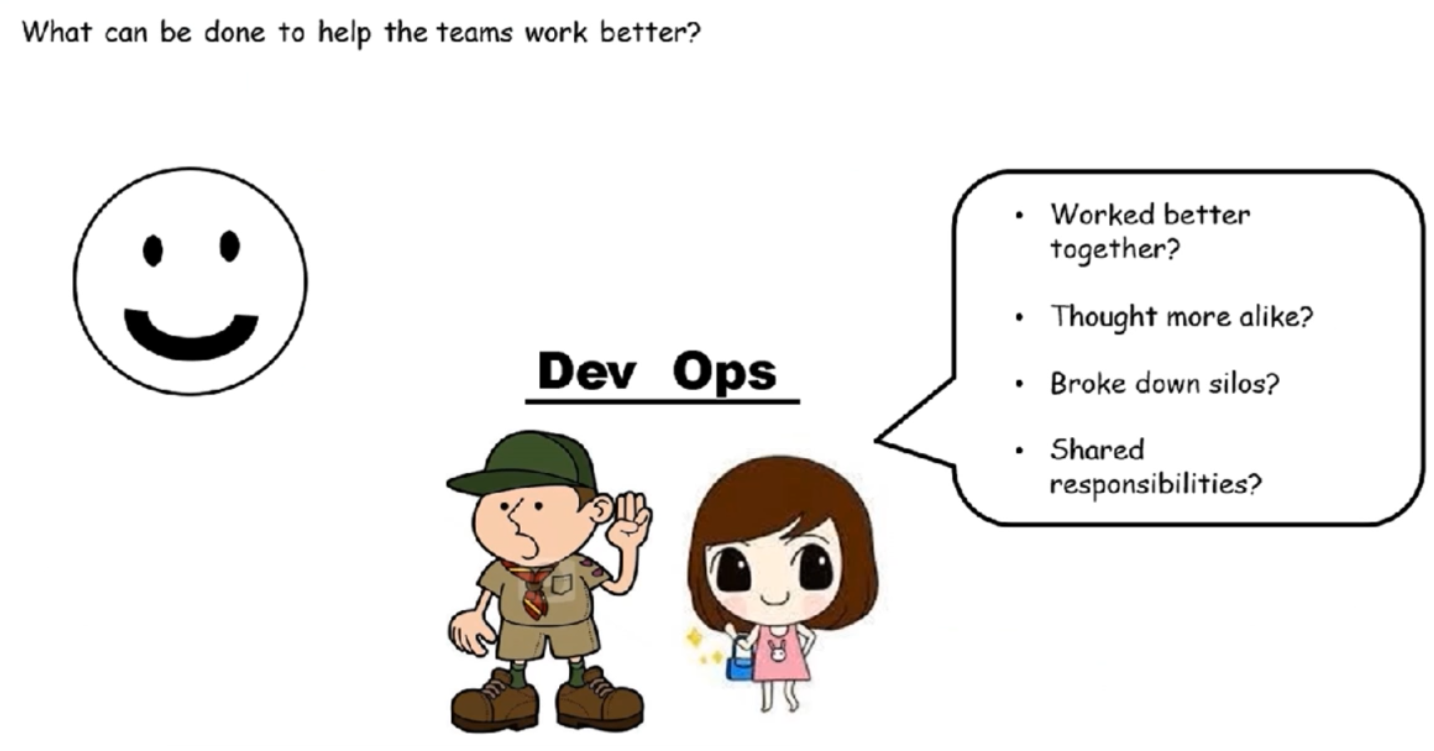 What can be done to help the teams work better?
Dev Ops
• Worked better
together?
• Thought more alike?
• Broke down silos?
• Shared
responsibilities?